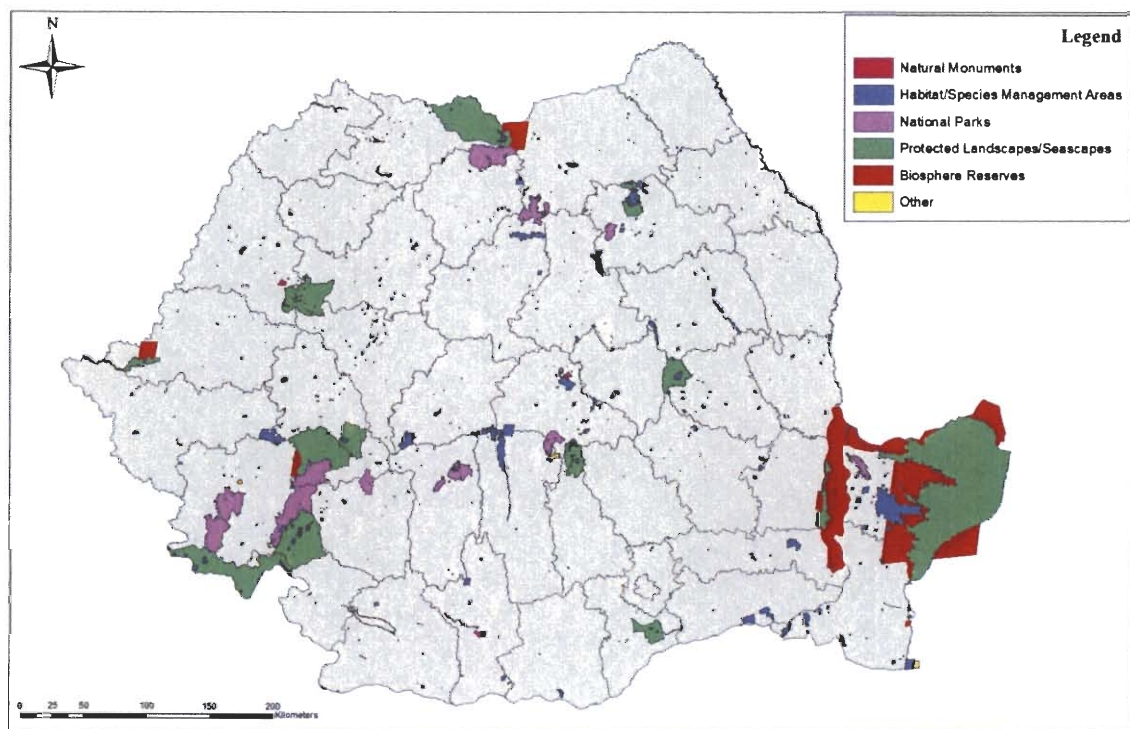 N
Legend
Natural Monuments
Habitat/Species Management Areas
National Parks
Protected Landscapes/Seascapes
Biosphere Reserves
Other
0 25 50 100 150 200
Kilometers